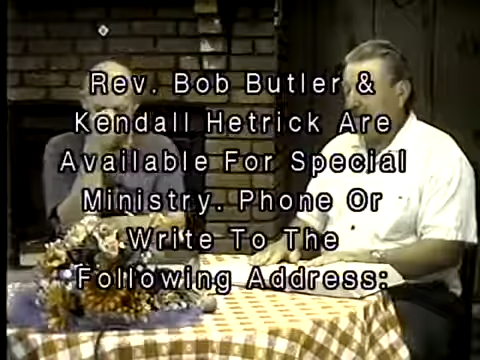 Rev. Bob Butler &
Kendall Hetrick Are
Available For Special
Ministry. Phone Or
Write To The
Following Address: